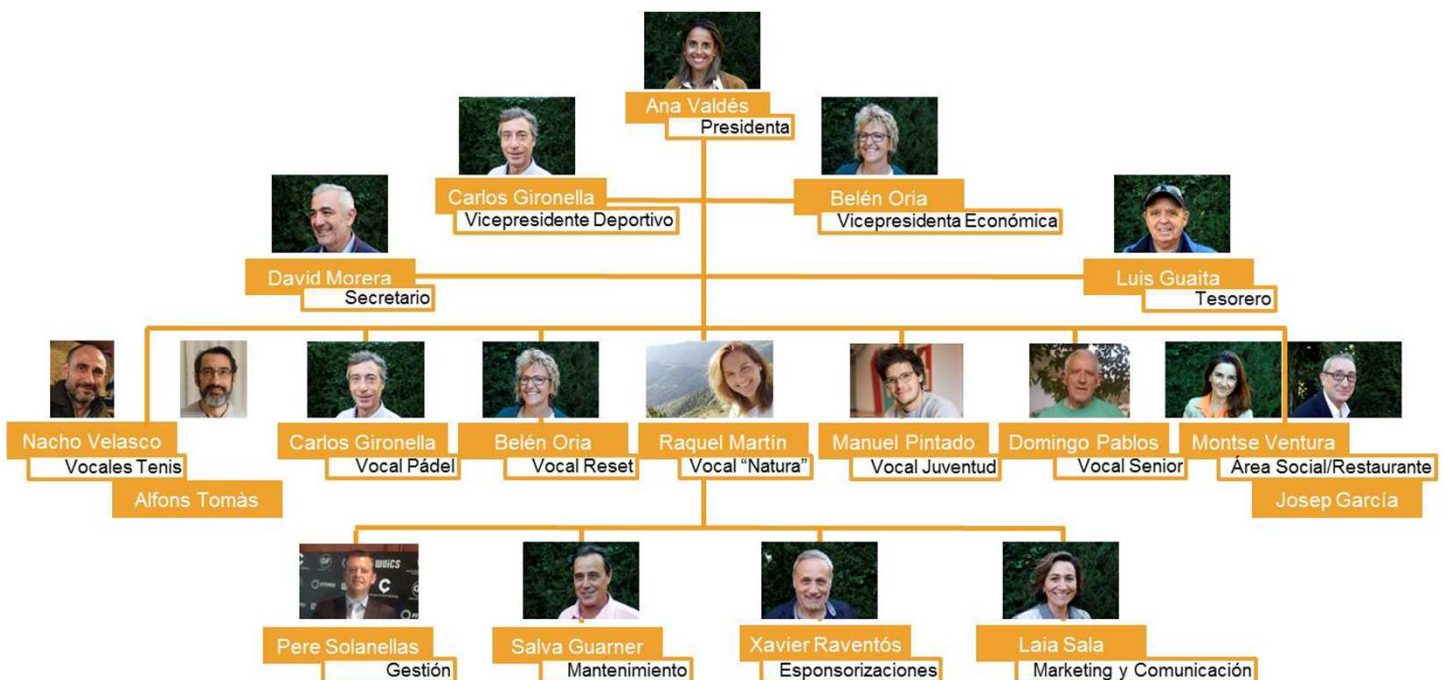 Ana Valdés
Presidenta
Carlos Gironella
Vicepresidente Deportivo
Belén Oria
Vicepresidenta Económica
David Morera
Secretario
Luis Guaita
Tesorero
Nacho Velasco
Vocales Tenis
Alfons Tomàs
Carlos Gironella
Vocal Pádel
Belén Oria
Vocal Reset
Raquel Martín
Vocal “Natura”
Manuel Pintado
Vocal Juventud
Domingo Pablos
Vocal Senior
Montse Ventura
Área Social/Restaurante
Josep García
WUICS
Pere Solanellas
Gestión
Salva Guarner
Mantenimiento
Xavier Raventós
Esponsorizaciones
Laia Sala
Marketing y Comunicación